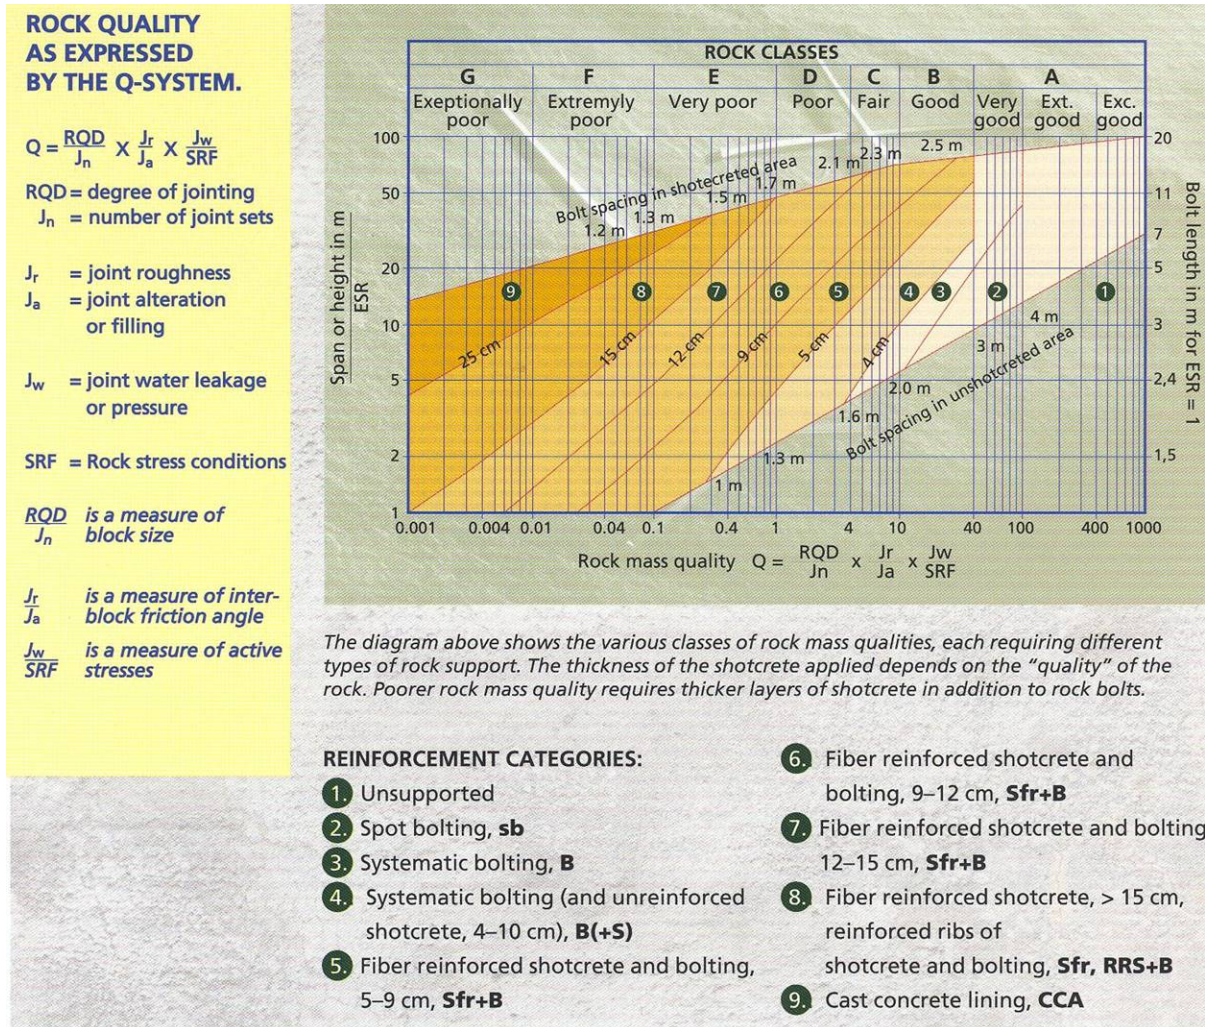 ROCK QUALITY
AS EXPRESSED
BY THE Q-SYSTEM.
Q = RQD/Jn x Jr/Ja x Jw/SRF
RQD = degree of jointing
Jn = number of joint sets
Jr = joint roughness
Ja = joint alteration
or filling
Jw = joint water leakage
or pressure
SRF = Rock stress conditions
RQD/Jn is a measure of
block size
Jr/Ja is a measure of inter-
block friction angle
Jw/SRF is a measure of active
stresses
ROCK CLASSES
G F E D C B A
Exeptionally poor Extremyly poor Very poor Poor Fair Good Very good Ext. good Exc. good
Span or height in m
ESR
100
50
20
10
5
2
1
20
11
7
5
3
2,4
1,5
Bolt length in m for ESR = 1
Bolt spacing in shotecreted area
1.2 m 1.3 m 1.5 m 1.7 m 2.1 m 2.3 m 2.5 m
9 8 7 6 5 4 3 2 1
25 cm 15 cm 12 cm 9 cm 5 cm 4 cm
1 m 1.3 m 1.6 m 2.0 m 3 m 4 m
Bolt spacing in unshotcreted area
0.001 0.004 0.01 0.04 0.1 0.4 1 4 10 40 100 400 1000
Rock mass quality Q = RQD/Jn x Jr/Ja x Jw/SRF
The diagram above shows the various classes of rock mass qualities, each requiring different
types of rock support. The thickness of the shotcrete applied depends on the “quality” of the
rock. Poorer rock mass quality requires thicker layers of shotcrete in addition to rock bolts.
REINFORCEMENT CATEGORIES:
1. Unsupported
2. Spot bolting, sb
3. Systematic bolting, B
4. Systematic bolting (and unreinforced
shotcrete, 4–10 cm), B(+S)
5. Fiber reinforced shotcrete and bolting,
5–9 cm, Sfr+B
6. Fiber reinforced shotcrete and
bolting, 9–12 cm, Sfr+B
7. Fiber reinforced shotcrete and bolting
12–15 cm, Sfr+B
8. Fiber reinforced shotcrete, > 15 cm,
reinforced ribs of
shotcrete and bolting, Sfr, RRS+B
9. Cast concrete lining, CCA